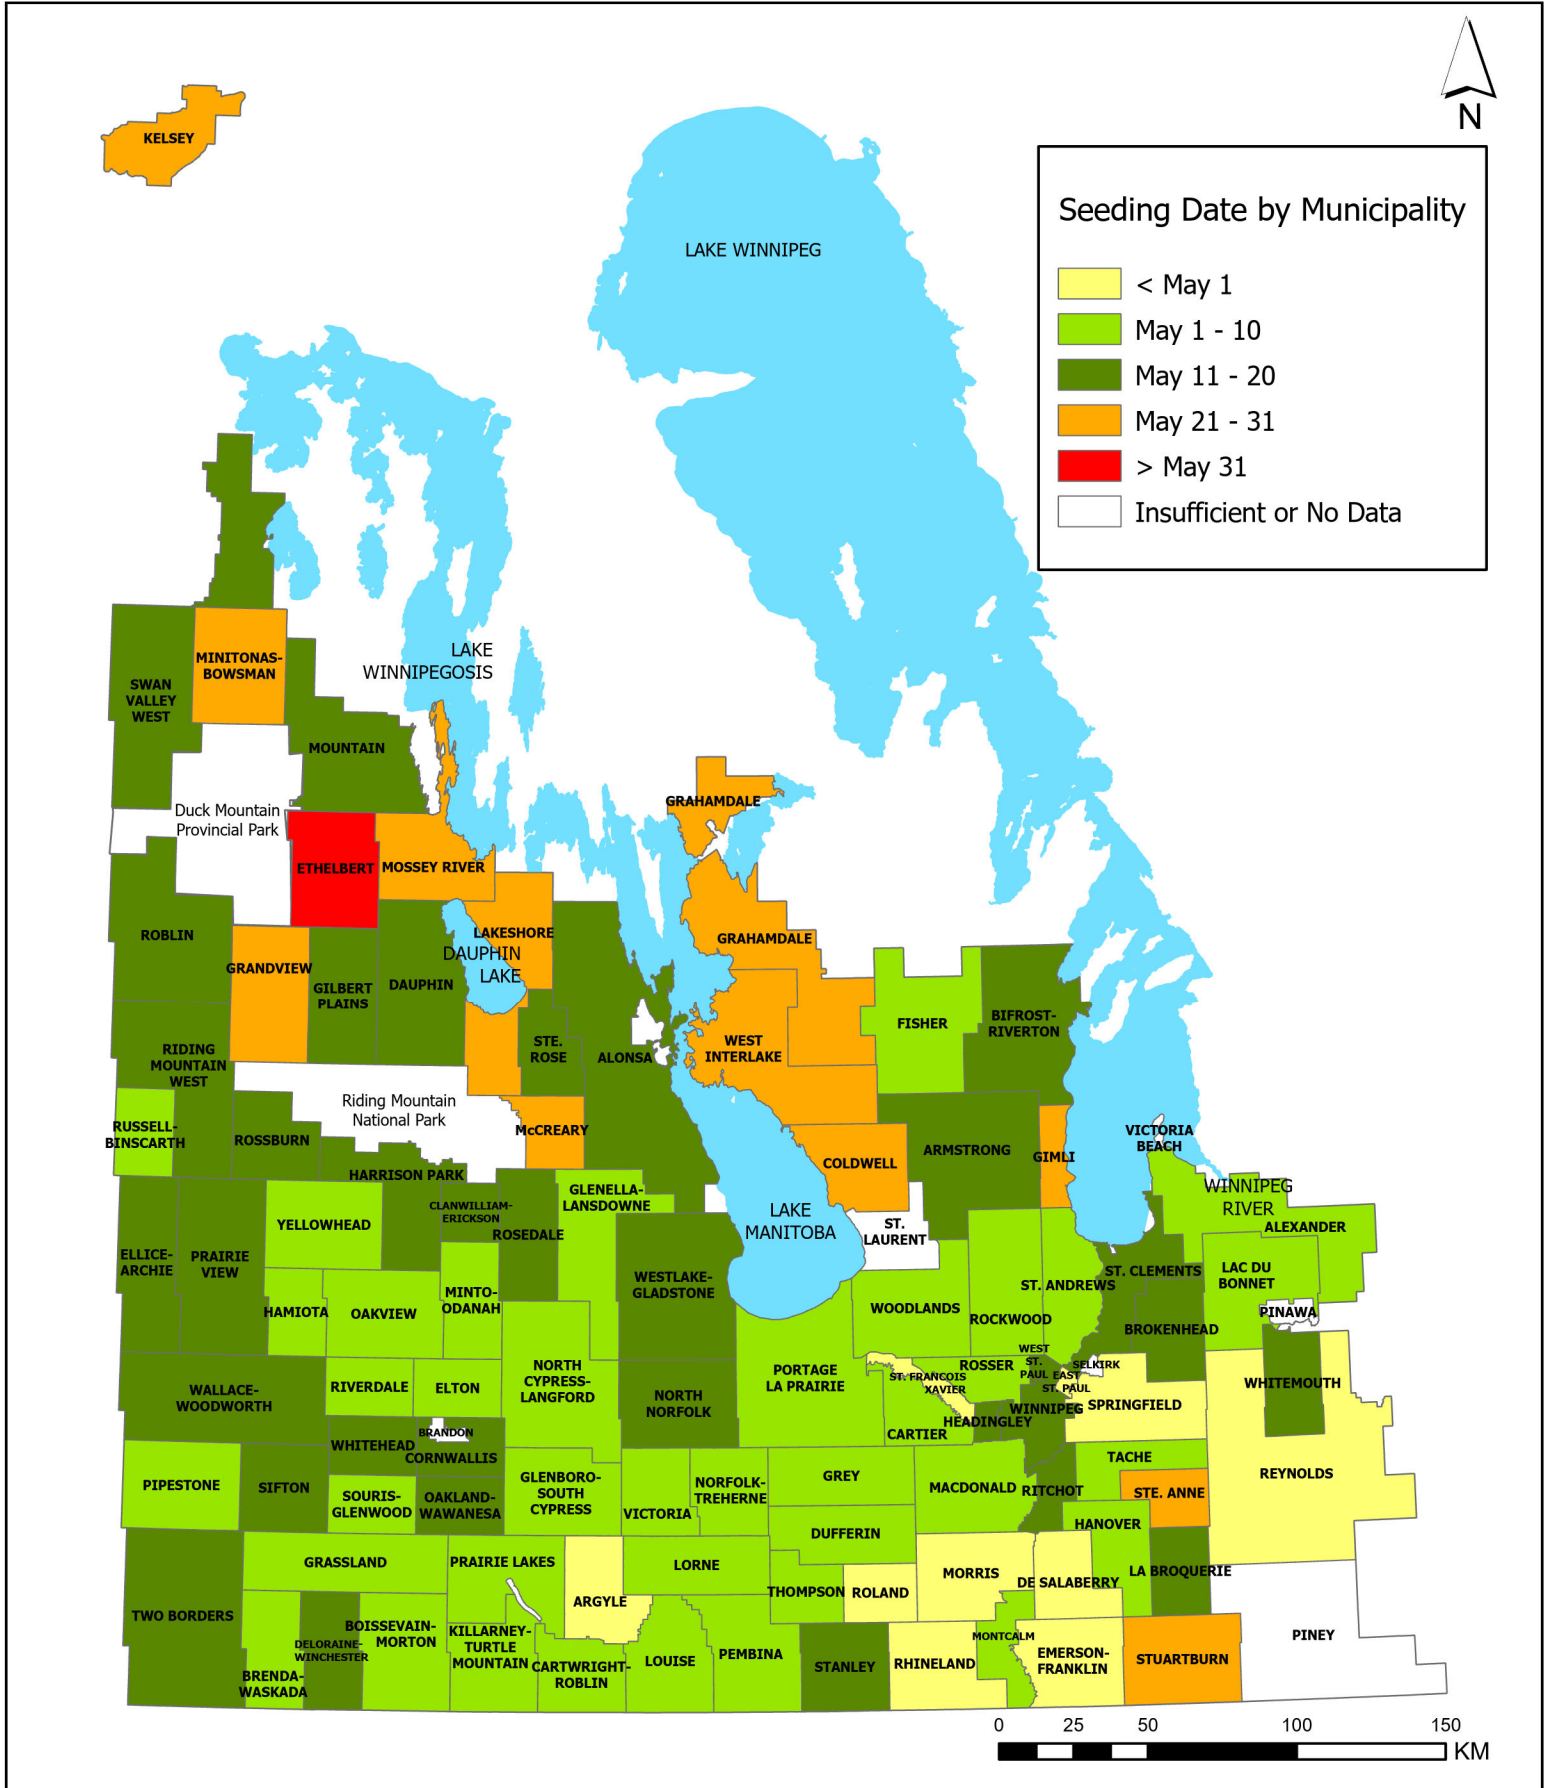 N
KELSEY
Seeding Date by Municipality
< May 1
May 1 - 10
May 11 - 20
May 21 - 31
> May 31
Insufficient or No Data
LAKE WINNIPEG
LAKE
WINNIPEGOSIS
MINITONAS-
BOWSMAN
SWAN
VALLEY
WEST
MOUNTAIN
Duck Mountain
Provincial Park
GRAHAMDALE
ETHELBERT
MOSSEY RIVER
ROBLIN
LAKESHORE
GRAHAMDALE
DAUPHIN
LAKE
GRANDVIEW
GILBERT
PLAINS
DAUPHIN
FISHER
BIFROST-
RIVERTON
STE.
ROSE
ALONSA
WEST
INTERLAKE
RIDING
MOUNTAIN
WEST
Riding Mountain
National Park
RUSSELL-
BINSCARTH
ROSSBURN
McCREARY
VICTORIA
BEACH
ARMSTRONG
GIMLI
COLDWELL
HARRISON PARK
CLANWILLIAM-
ERICKSON
GLENELLA-
LANSDOWNE
WINNIPEG
RIVER
YELLOWHEAD
ROSEDALE
LAKE
MANITOBA
ST.
LAURENT
ALEXANDER
ELLICE-
ARCHIE
PRAIRIE
VIEW
WESTLAKE-
GLADSTONE
ST. CLEMENTS
LAC DU
BONNET
ST. ANDREWS
HAMIOTA
OAKVIEW
MINTO-
ODANAH
WOODLANDS
ROCKWOOD
PINAWA
BROKENHEAD
NORTH
CYPRESS-
LANGFORD
PORTAGE
LA PRAIRIE
ROSSER
WEST
ST.
PAUL
SELKIRK
EAST
ST. PAUL
ST. FRANCOIS
XAVIER
WHITEMOUTH
WALLACE-
WOODWORTH
RIVERDALE
ELTON
NORTH
NORFOLK
SPRINGFIELD
WINNIPEG
HEADINGLEY
CARTIER
WHITEHEAD
BRANDON
CORNWALLIS
TACHE
REYNOLDS
PIPESTONE
SIFTON
SOURIS-
GLENWOOD
OAKLAND-
WAWANESA
GLENBORO-
SOUTH
CYPRESS
VICTORIA
NORFOLK-
TREHERNE
GREY
MACDONALD
RITCHOT
STE. ANNE
HANOVER
DUFFERIN
GRASSLAND
PRAIRIE LAKES
LORNE
MORRIS
DE SALABERRY
LA BROQUERIE
THOMPSON
ROLAND
ARGYLE
TWO BORDERS
BOISSEVAIN-
MORTON
DELORAINE-
WINCHESTER
KILLARNEY-
TURTLE
MOUNTAIN
MONTCALM
PINEY
BRENDA-
WASKADA
CARTWRIGHT-
ROBLIN
LOUISE
PEMBINA
STANLEY
RHINELAND
EMERSON-
FRANKLIN
STUARTBURN
0 25 50 100 150
KM